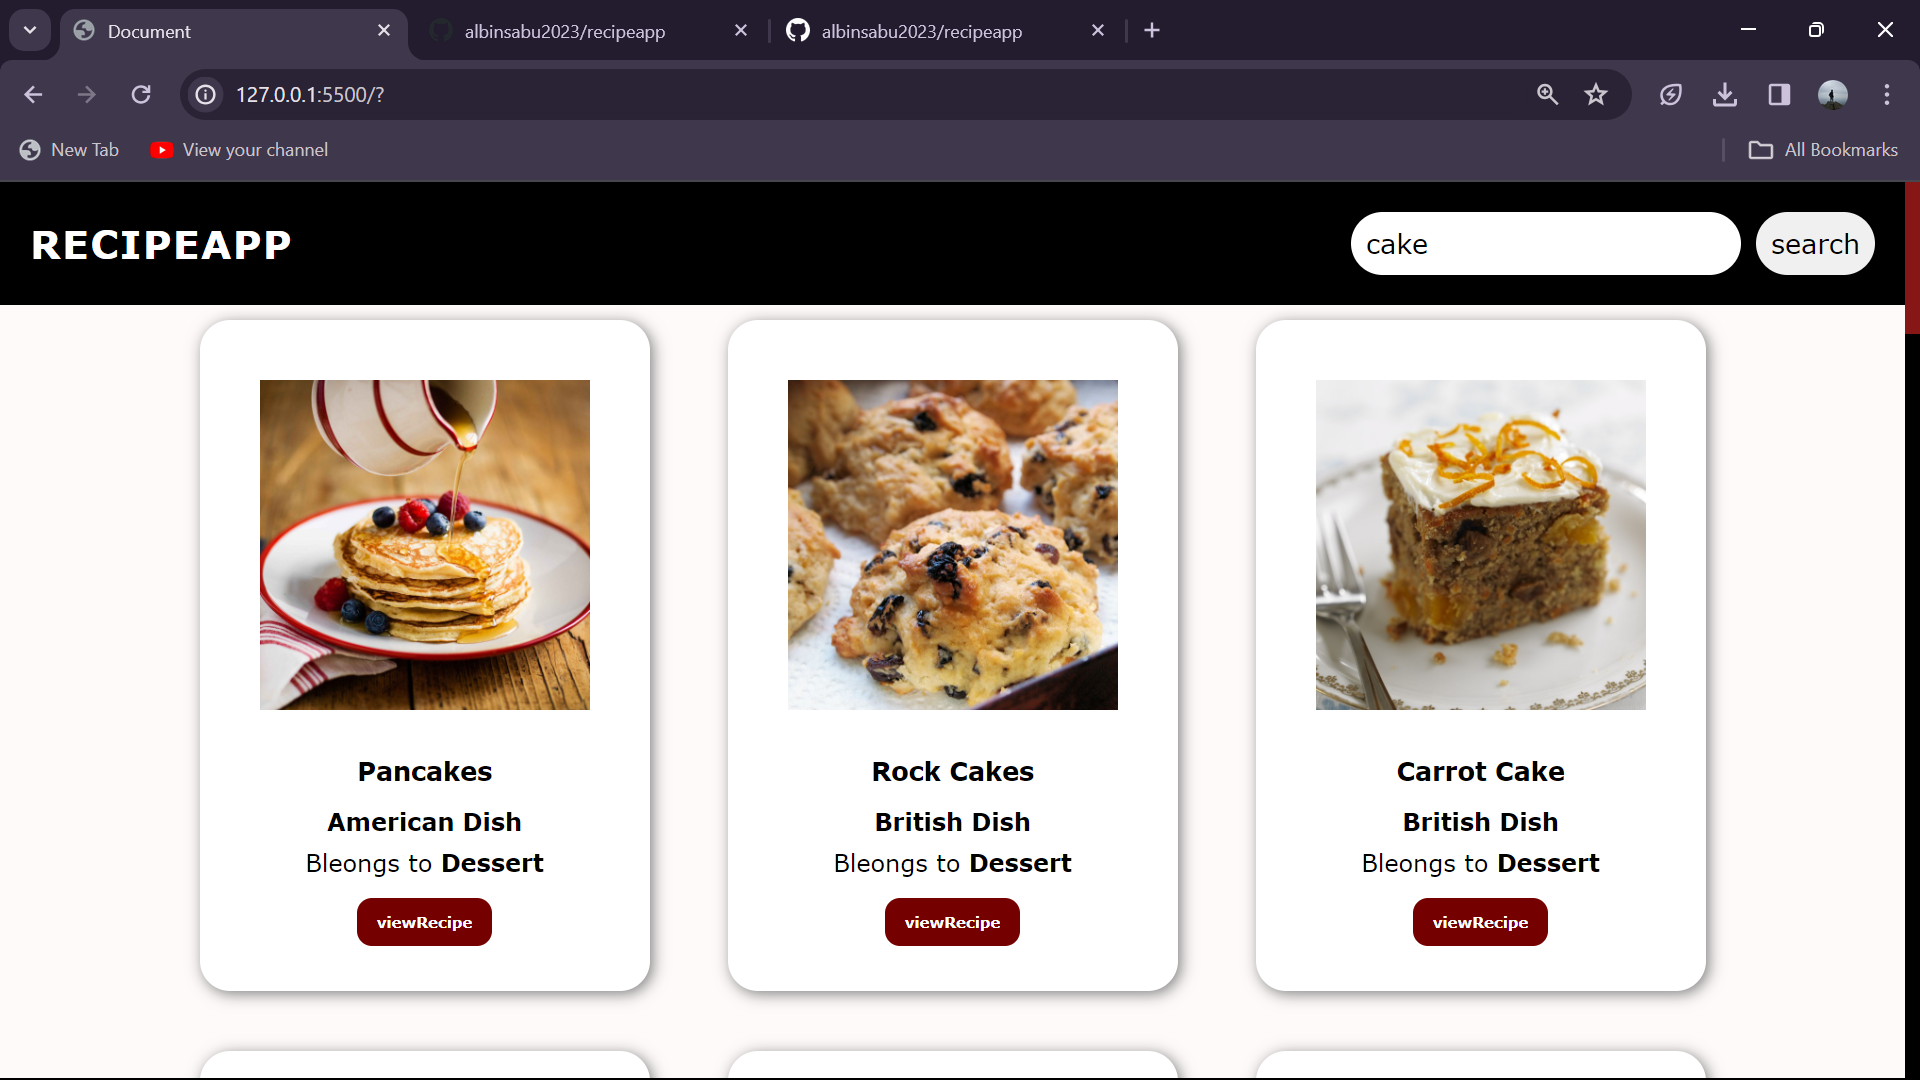 Document
albinsabu2023/recipeapp
albinsabu2023/recipeapp
127.0.0.1:5500/?
New Tab
View your channel
All Bookmarks
RECIPEAPP
cake
search
Pancakes
American Dish
Bleongs to Dessert
viewRecipe
Rock Cakes
British Dish
Bleongs to Dessert
viewRecipe
Carrot Cake
British Dish
Bleongs to Dessert
viewRecipe